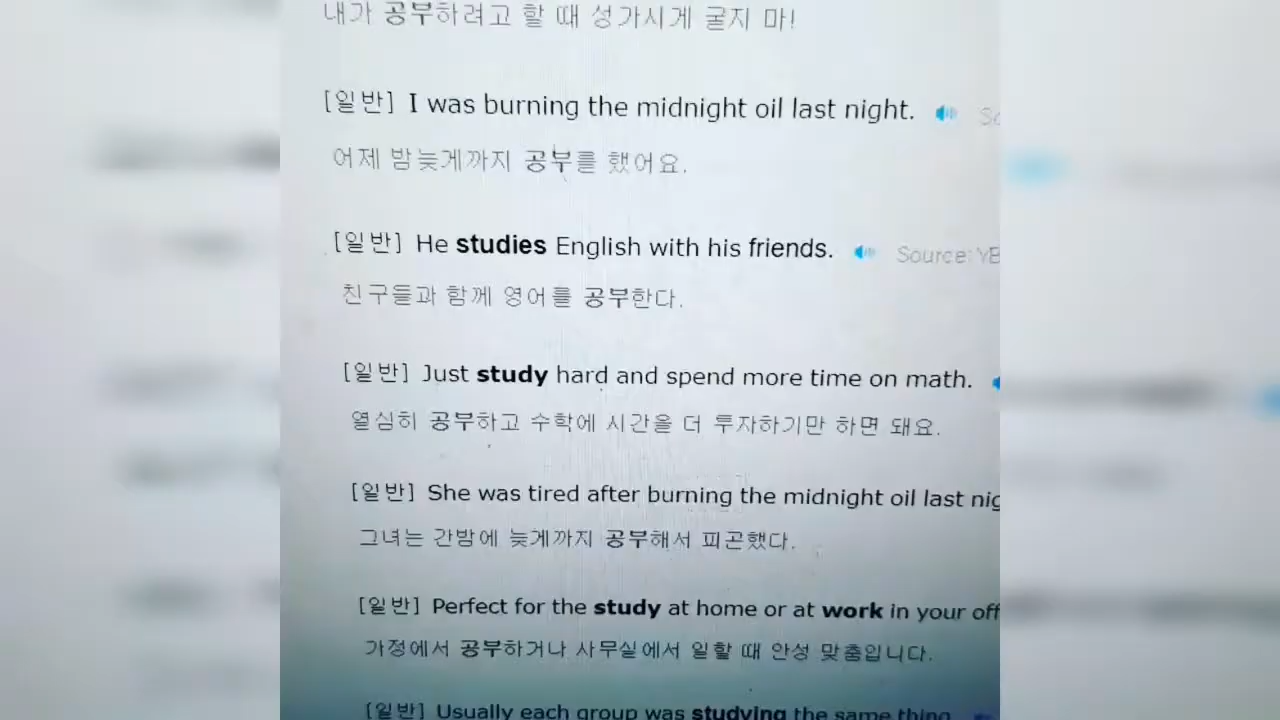 내가 공부하려고 할 때 성가시게 굴지 마!
[일반] I was burning the midnight oil last night.
어제 밤늦게까지 공부를 했어요.
[일반] He studies English with his friends. Source: YB
친구들과 함께 영어를 공부한다.
[일반] Just study hard and spend more time on math.
열심히 공부하고 수학에 시간을 더 투자하기만 하면 돼요.
[일반] She was tired after burning the midnight oil last nig
그녀는 간밤에 늦게까지 공부해서 피곤했다.
[일반] Perfect for the study at home or at work in your off
가정에서 공부하거나 사무실에서 일할 때 안성 맞춤입니다.
[일반] Usually each group was studying the same thing